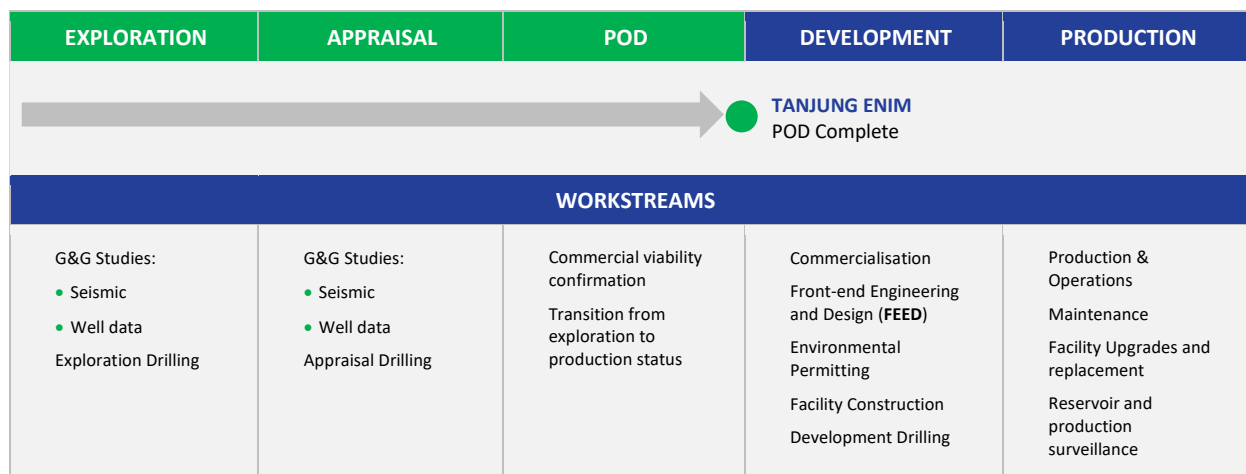 EXPLORATION
APPRAISAL
POD
DEVELOPMENT
PRODUCTION
TANJUNG ENIM
POD Complete
WORKSTREAMS
G&G Studies:
• Seismic
• Well data
Exploration Drilling
G&G Studies:
• Seismic
• Well data
Appraisal Drilling
Commercial viability
confirmation
Transition from
exploration to
production status
Commercialisation
Front-end Engineering
and Design (FEED)
Environmental
Permitting
Facility Construction
Development Drilling
Production &
Operations
Maintenance
Facility Upgrades and
replacement
Reservoir and
production
surveillance